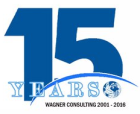 15
YEARS
WAGNER CONSULTING 2001 - 2016